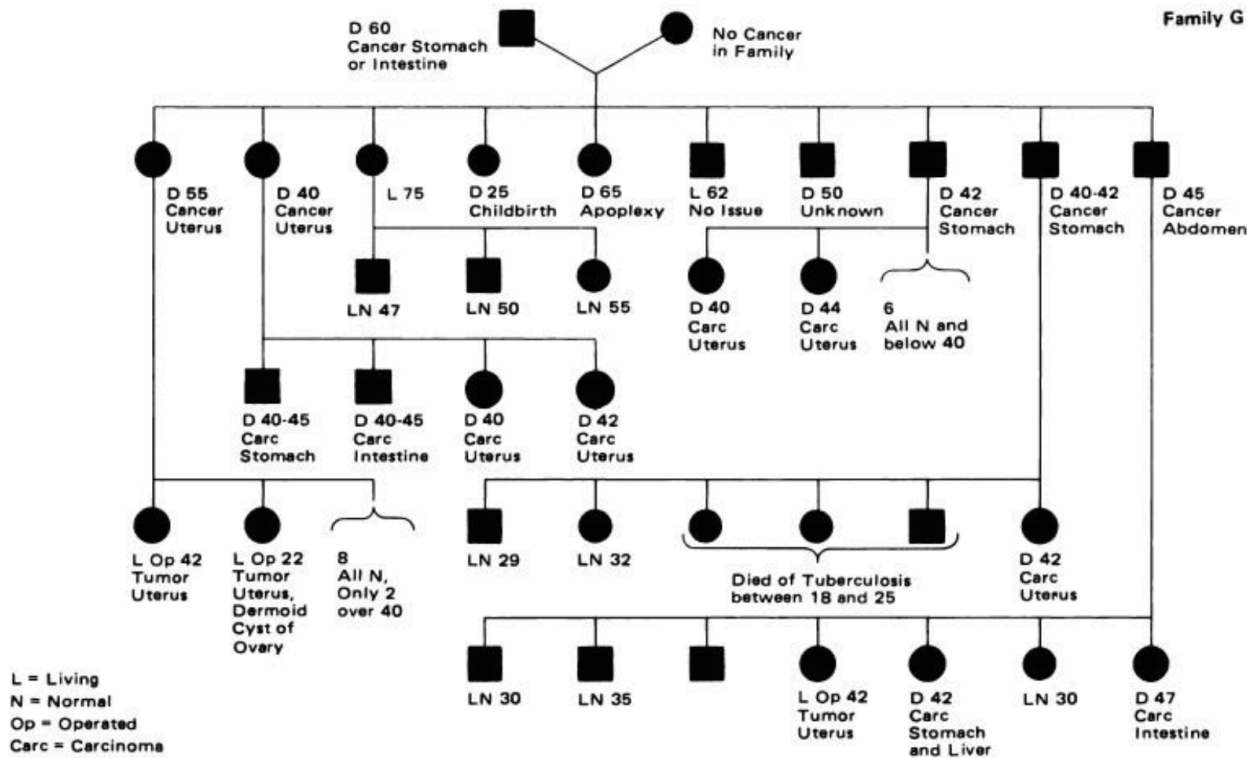 Family G
D 60
Cancer Stomach
or Intestine
No Cancer
in Family
D 55
Cancer
Uterus
D 40
Cancer
Uterus
L 75
D 25
Childbirth
D 65
Apoplexy
L 62
No Issue
D 50
Unknown
D 42
Cancer
Stomach
D 40-42
Cancer
Stomach
D 45
Cancer
Abdomen
LN 47
LN 50
LN 55
D 40
Carc
Uterus
D 44
Carc
Uterus
6
All N and
below 40
D 40-45
Carc
Stomach
D 40-45
Carc
Intestine
D 40
Carc
Uterus
D 42
Carc
Uterus
L Op 42
Tumor
Uterus
L Op 22
Tumor
Uterus,
Dermoid
Cyst of
Ovary
8
All N,
Only 2
over 40
LN 29
LN 32
Died of Tuberculosis
between 18 and 25
D 42
Carc
Uterus
LN 30
LN 35
L Op 42
Tumor
Uterus
D 42
Carc
Stomach
and Liver
LN 30
D 47
Carc
Intestine
L = Living
N = Normal
Op = Operated
Carc = Carcinoma